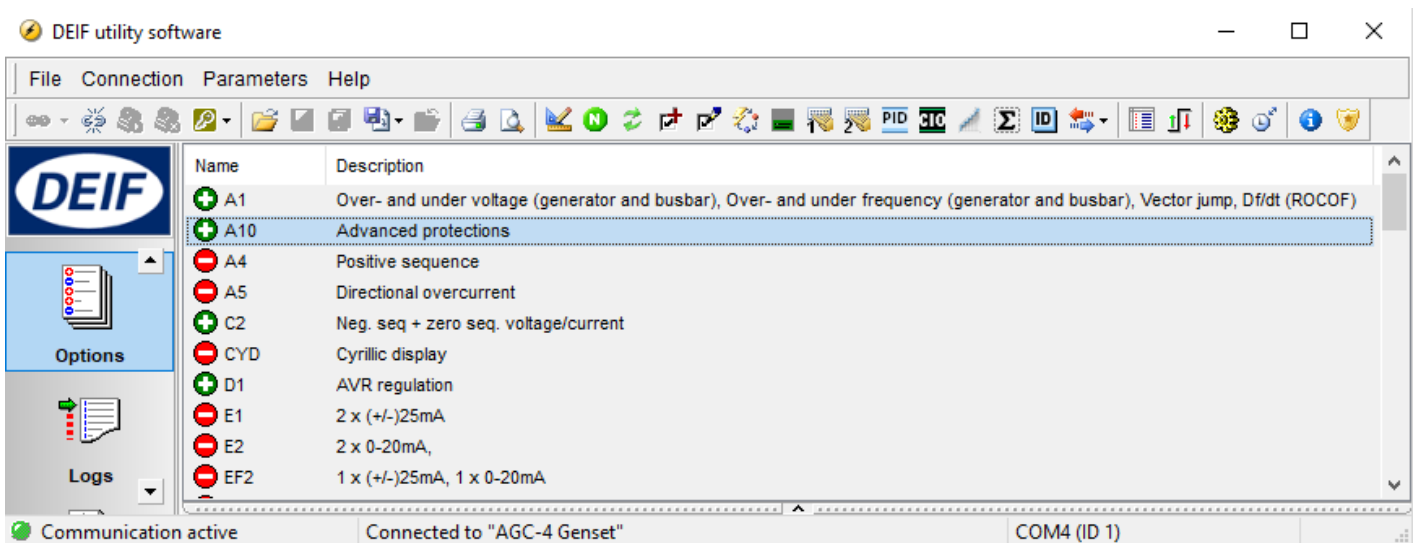 DEIF utility software
File Connection Parameters Help
N PID CIC Σ ID
DEIF
Name Description
A1 Over- and under voltage (generator and busbar), Over- and under frequency (generator and busbar), Vector jump, Df/dt (ROCOF)
A10 Advanced protections
A4 Positive sequence
A5 Directional overcurrent
C2 Neg. seq + zero seq. voltage/current
CYD Cyrillic display
D1 AVR regulation
E1 2 x (+/-)25mA
E2 2 x 0-20mA,
EF2 1 x (+/-)25mA, 1 x 0-20mA
Options
Logs
Communication active Connected to "AGC-4 Genset" COM4 (ID 1)